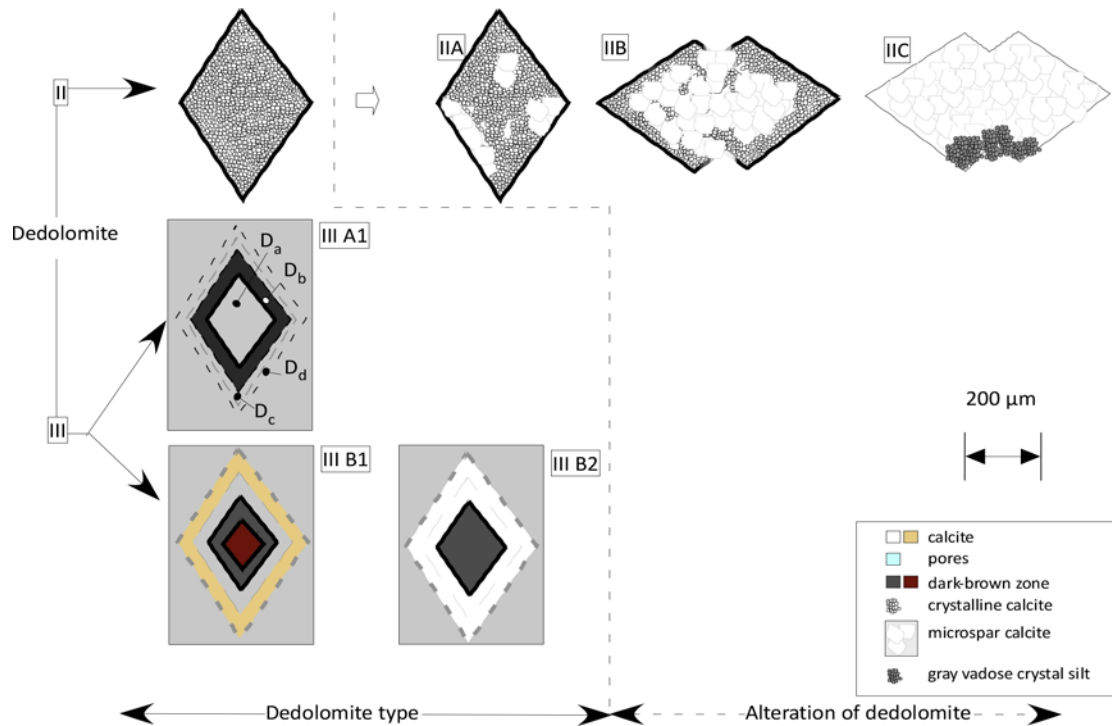 II
IIA
IIB
IIC
Dedolomite
III A1
Da
Db
Dd
Dc
III
200 µm
III B1
III B2
calcite
pores
dark-brown zone
crystalline calcite
microspar calcite
gray vadose crystal silt
Dedolomite type
Alteration of dedolomite